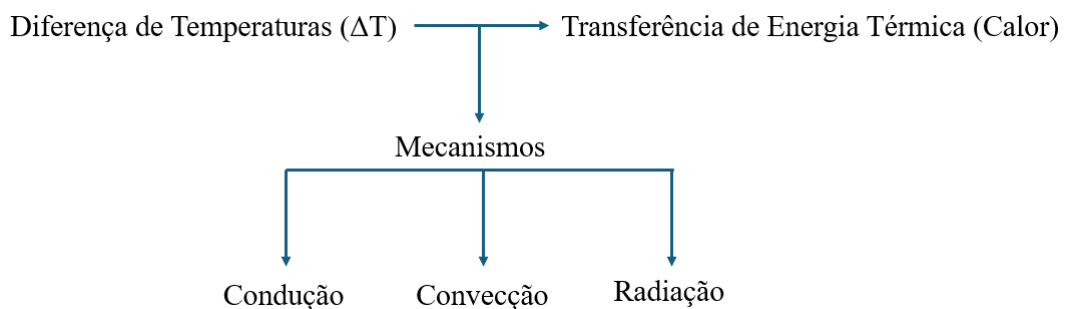 Diferença de Temperaturas (ΔT) Transferência de Energia Térmica (Calor)
Mecanismos
Condução Convecção Radiação